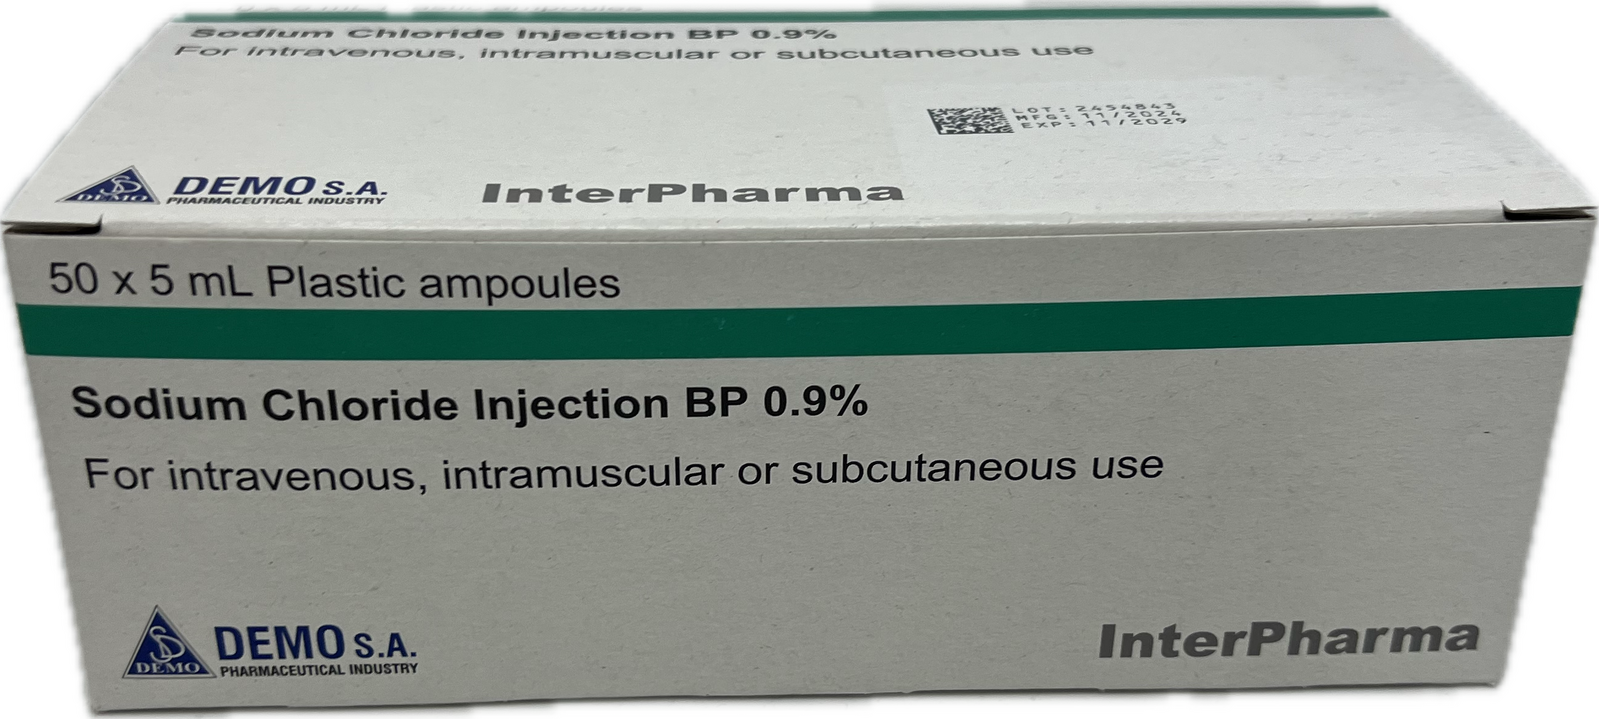 Sodium Chloride Injection BP 0.9%
For intravenous, intramuscular or subcutaneous use
LOT: 2454843
MFG: 11/2024
EXP: 11/2029
DEMO
DEMO S.A.
PHARMACEUTICAL INDUSTRY
InterPharma
50 x 5 mL Plastic ampoules
Sodium Chloride Injection BP 0.9%
For intravenous, intramuscular or subcutaneous use
DEMO
DEMO S.A.
PHARMACEUTICAL INDUSTRY
InterPharma